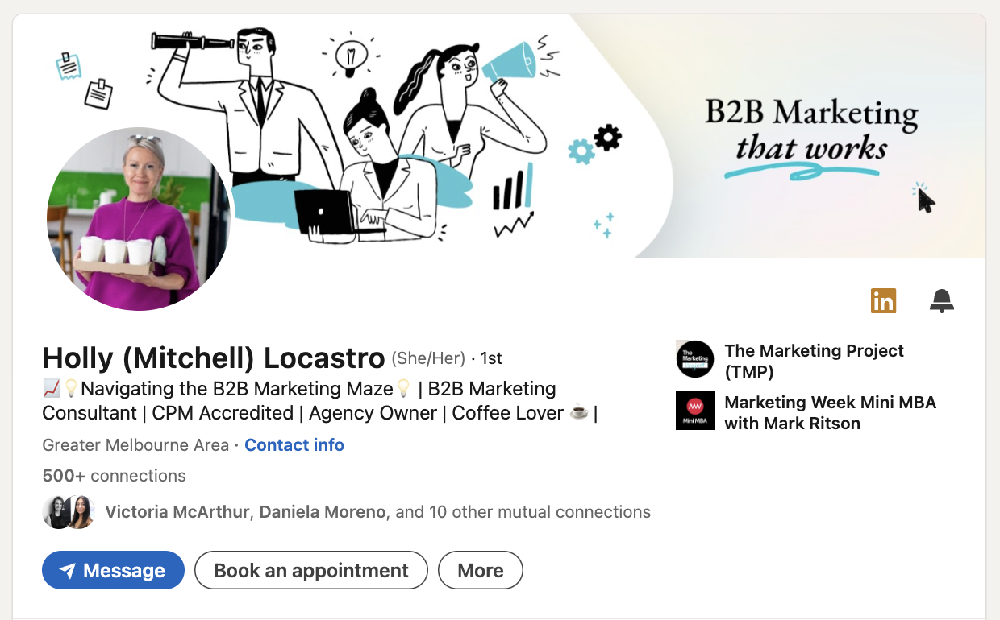 B2B Marketing
that works
in
Holly (Mitchell) Locastro (She/Her) · 1st
📈💡Navigating the B2B Marketing Maze💡 | B2B Marketing
Consultant | CPM Accredited | Agency Owner | Coffee Lover ☕ |
Greater Melbourne Area · Contact info
500+ connections
Victoria McArthur, Daniela Moreno, and 10 other mutual connections
Message
Book an appointment
More
The
Marketing
project
The Marketing Project
(TMP)
Mini MBA
Marketing Week Mini MBA
with Mark Ritson